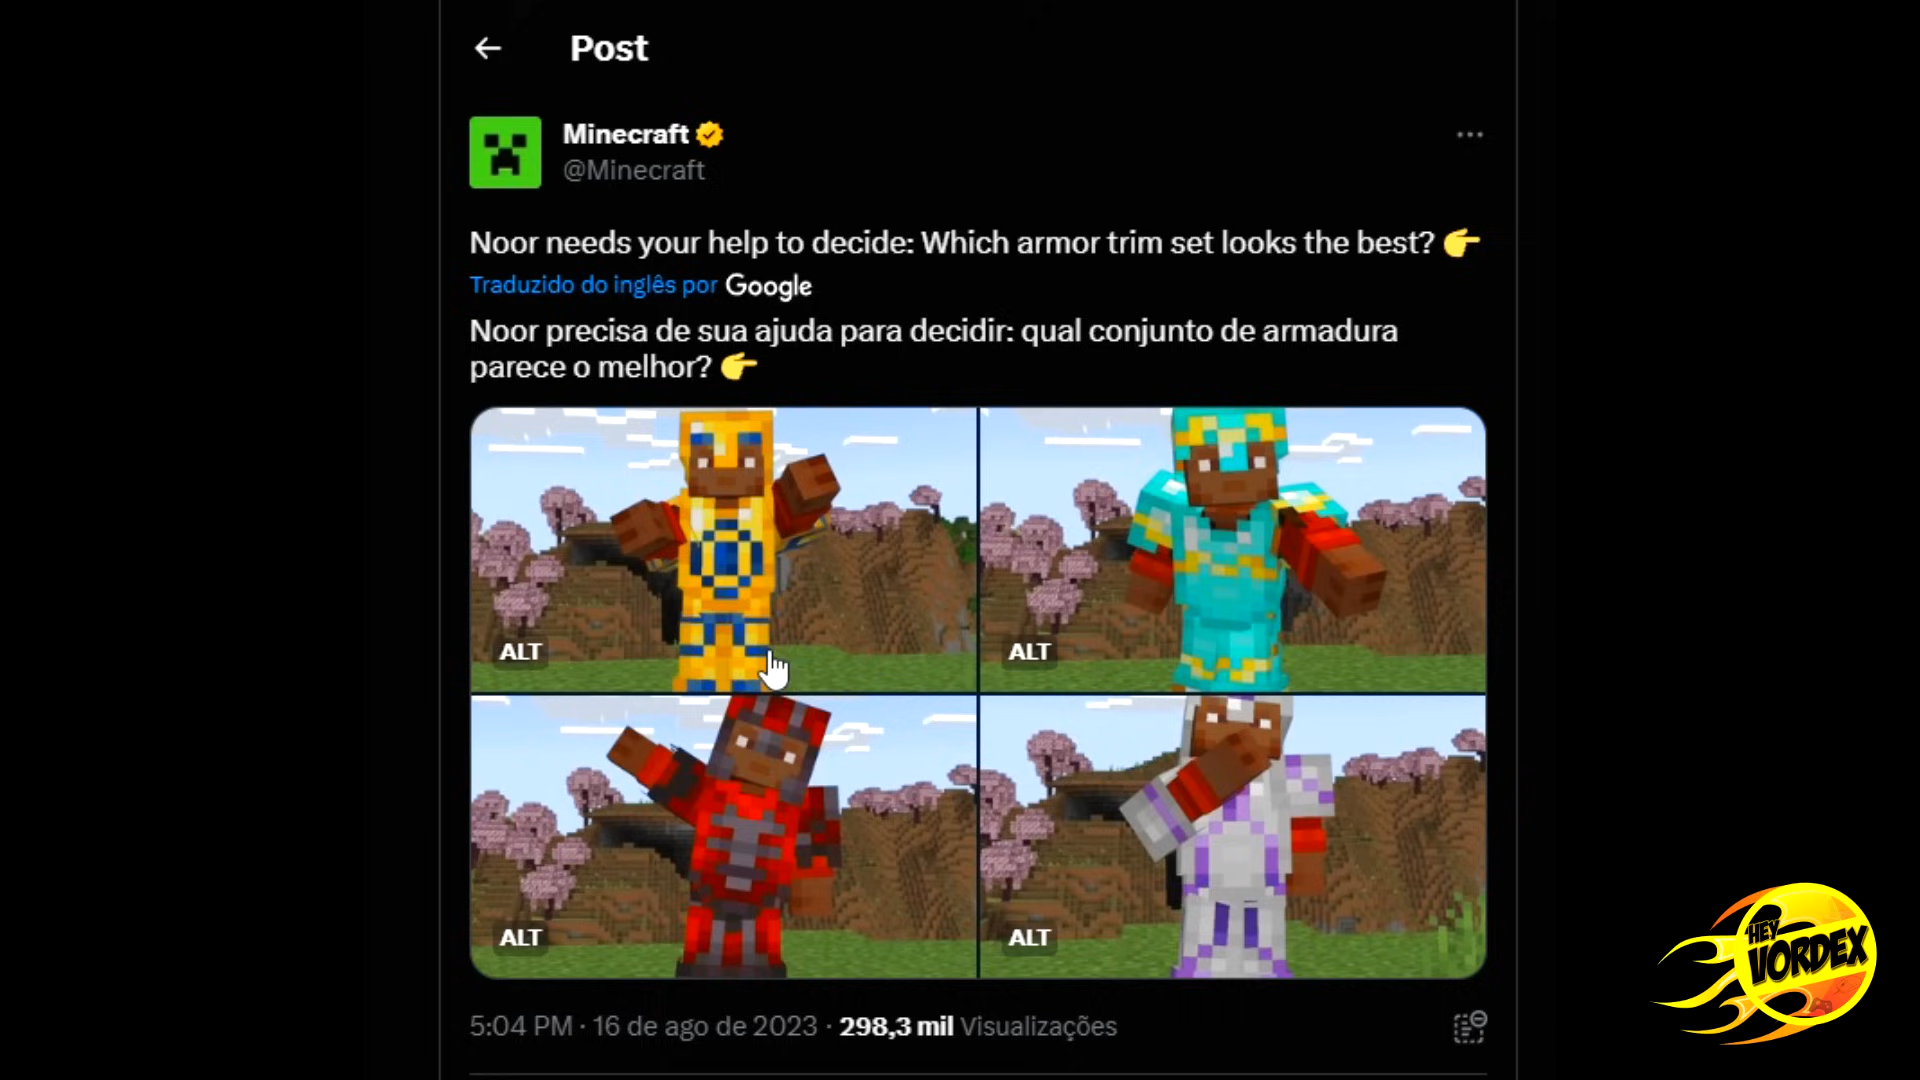 Post
Minecraft
@Minecraft
Noor needs your help to decide: Which armor trim set looks the best? 👉
Traduzido do inglês por Google
Noor precisa de sua ajuda para decidir: qual conjunto de armadura
parece o melhor? 👉
ALT
ALT
ALT
ALT
5:04 PM · 16 de ago de 2023 · 298,3 mil Visualizações
HEY
VORDEX